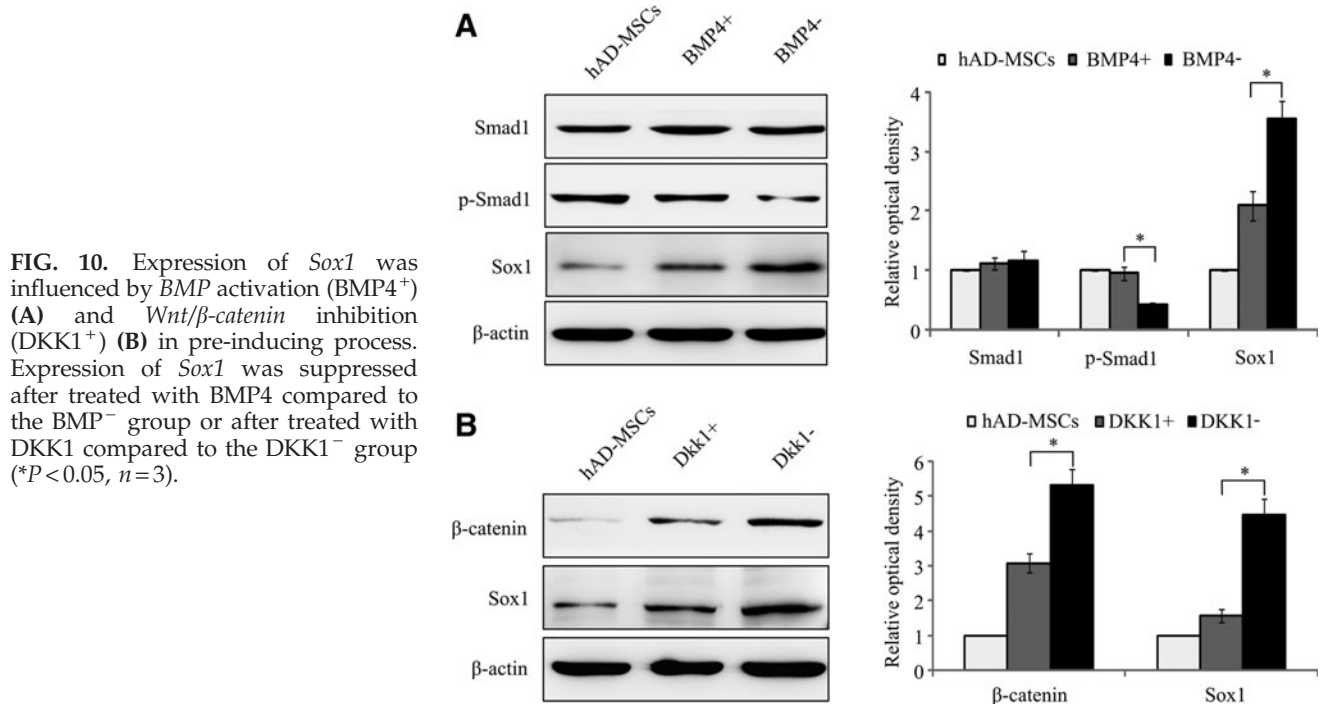 FIG. 10. Expression of Sox1 was
influenced by BMP activation (BMP4⁺)
(A) and Wnt/β-catenin inhibition
(DKK1⁺) (B) in pre-inducing process.
Expression of Sox1 was suppressed
after treated with BMP4 compared to
the BMP⁻ group or after treated with
DKK1 compared to the DKK1⁻ group
(*P < 0.05, n = 3).
A
hAD-MSCs BMP4+ BMP4-
Smad1
p-Smad1
Sox1
β-actin
hAD-MSCs BMP4+ BMP4-
Relative optical density
4
3
2
1
0
*
*
Smad1 p-Smad1 Sox1
B
hAD-MSCs Dkk1+ Dkk1-
β-catenin
Sox1
β-actin
hAD-MSCs DKK1+ DKK1-
Relative optical density
6
5
4
3
2
1
0
*
*
β-catenin Sox1